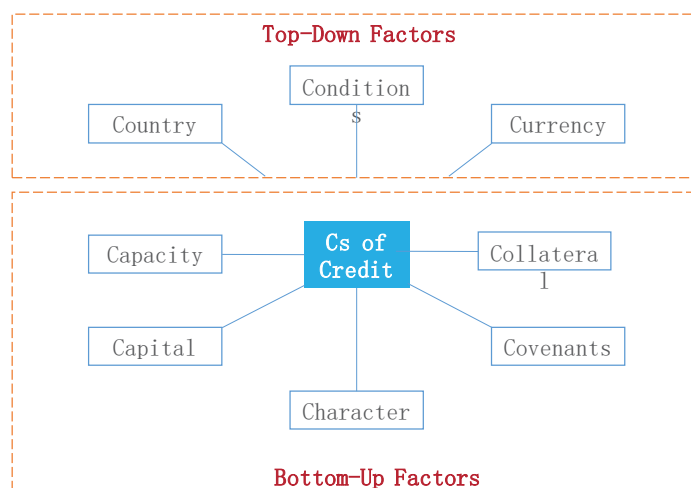 Top-Down Factors
Condition
s
Country
Currency
Cs of
Credit
Capacity
Collatera
l
Capital
Covenants
Character
Bottom-Up Factors